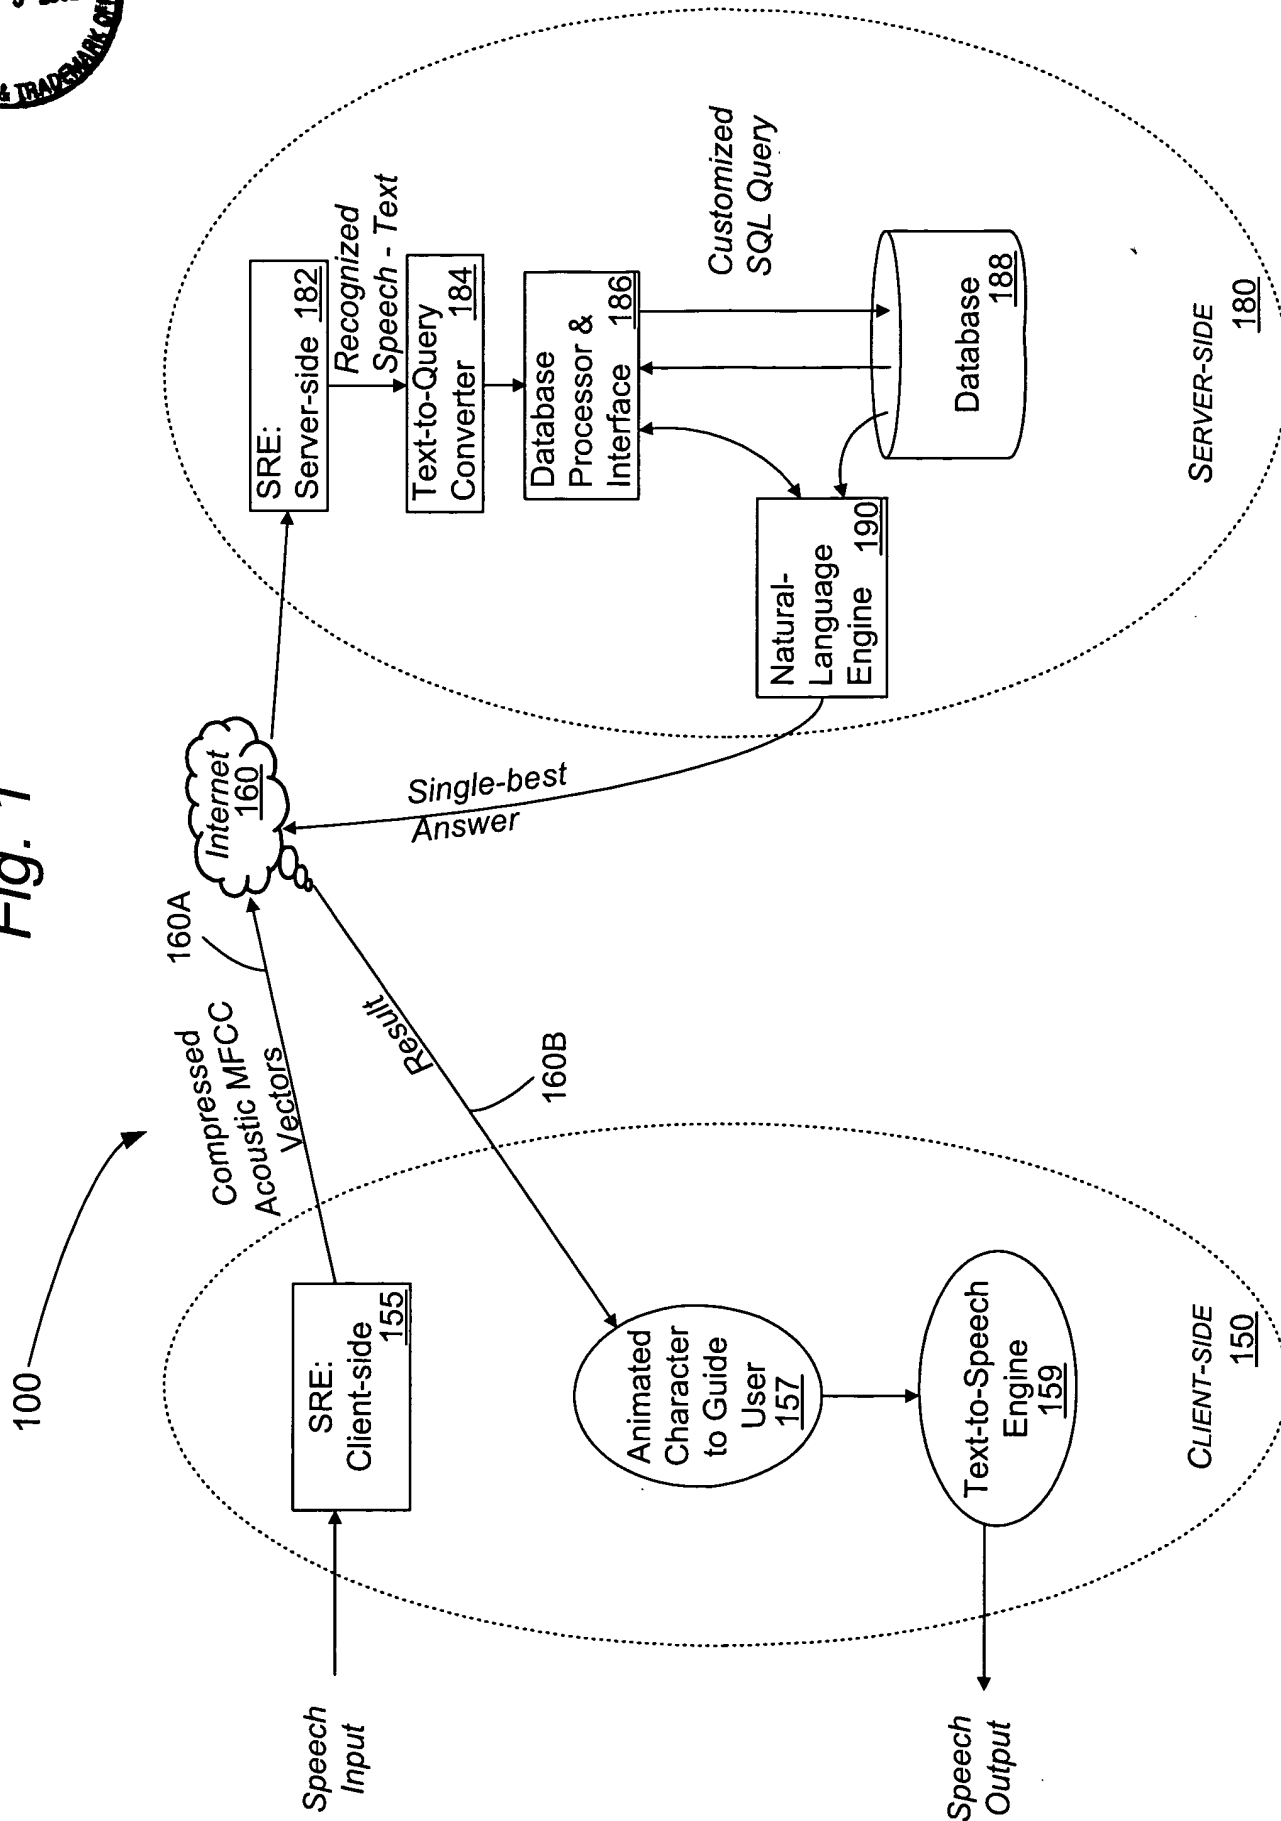 & TRADEMARK OF
Fig. 1
100
Speech
Input
SRE:
Client-side
155
Compressed
Acoustic MFCC
Vectors
160A
Internet
160
Result
160B
Animated
Character
to Guide
User
157
Text-to-Speech
Engine
159
Speech
Output
CLIENT-SIDE
150
SRE:
Server-side 182
Recognized
Speech - Text
Text-to-Query
Converter 184
Database
Processor &
Interface 186
Customized
SQL Query
Database
188
Natural-
Language
Engine 190
Single-best
Answer
SERVER-SIDE
180